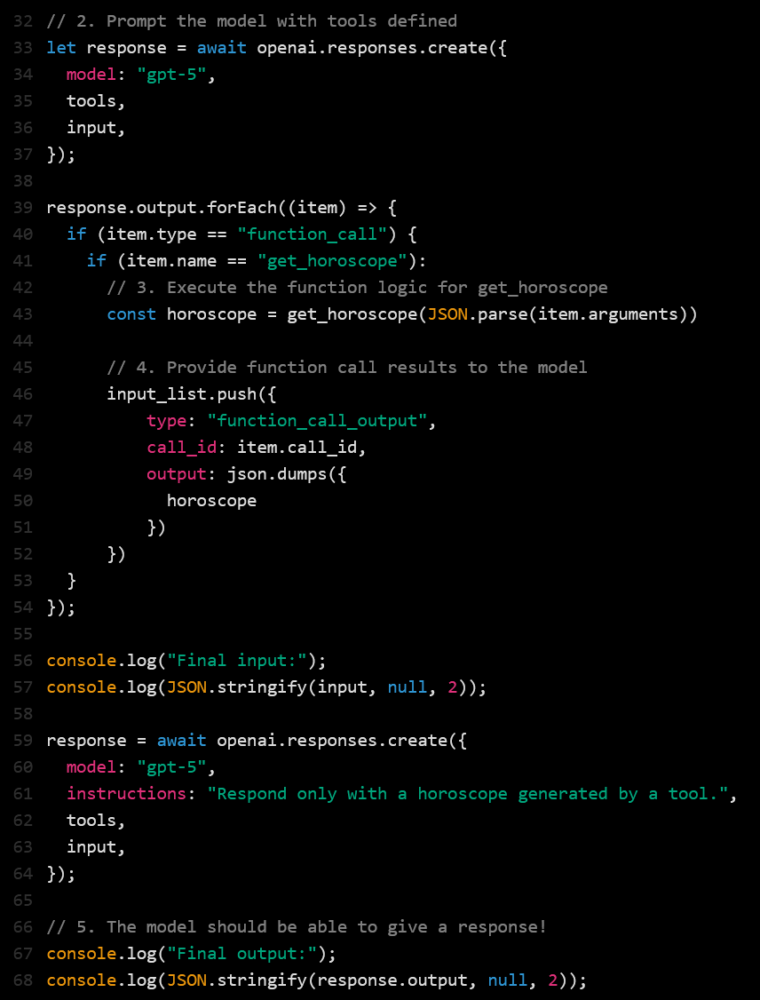 32 // 2. Prompt the model with tools defined
33 let response = await openai.responses.create({
34   model: "gpt-5",
35   tools,
36   input,
37 });
38
39 response.output.forEach((item) => {
40   if (item.type == "function_call") {
41     if (item.name == "get_horoscope"):
42       // 3. Execute the function logic for get_horoscope
43       const horoscope = get_horoscope(JSON.parse(item.arguments))
44
45       // 4. Provide function call results to the model
46       input_list.push({
47           type: "function_call_output",
48           call_id: item.call_id,
49           output: json.dumps({
50             horoscope
51           })
52       })
53   }
54 });
55
56 console.log("Final input:");
57 console.log(JSON.stringify(input, null, 2));
58
59 response = await openai.responses.create({
60   model: "gpt-5",
61   instructions: "Respond only with a horoscope generated by a tool.",
62   tools,
63   input,
64 });
65
66 // 5. The model should be able to give a response!
67 console.log("Final output:");
68 console.log(JSON.stringify(response.output, null, 2));